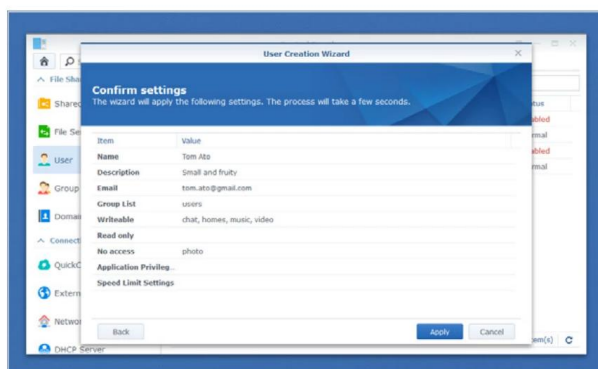 User Creation Wizard
File Sha
Shared
File Se
User
Group
Domai
Connect
QuickC
Extern
Networ
DHCP Server
Confirm settings
The wizard will apply the following settings. The process will take a few seconds.
Item Value
Name Tom Ato
Description Small and fruity
Email tom.ato@gmail.com
Group List users
Writeable chat, homes, music, video
Read only
No access photo
Application Privileg...
Speed Limit Settings
Back Apply Cancel
tus
abled
rmal
abled
rmal
em(s)